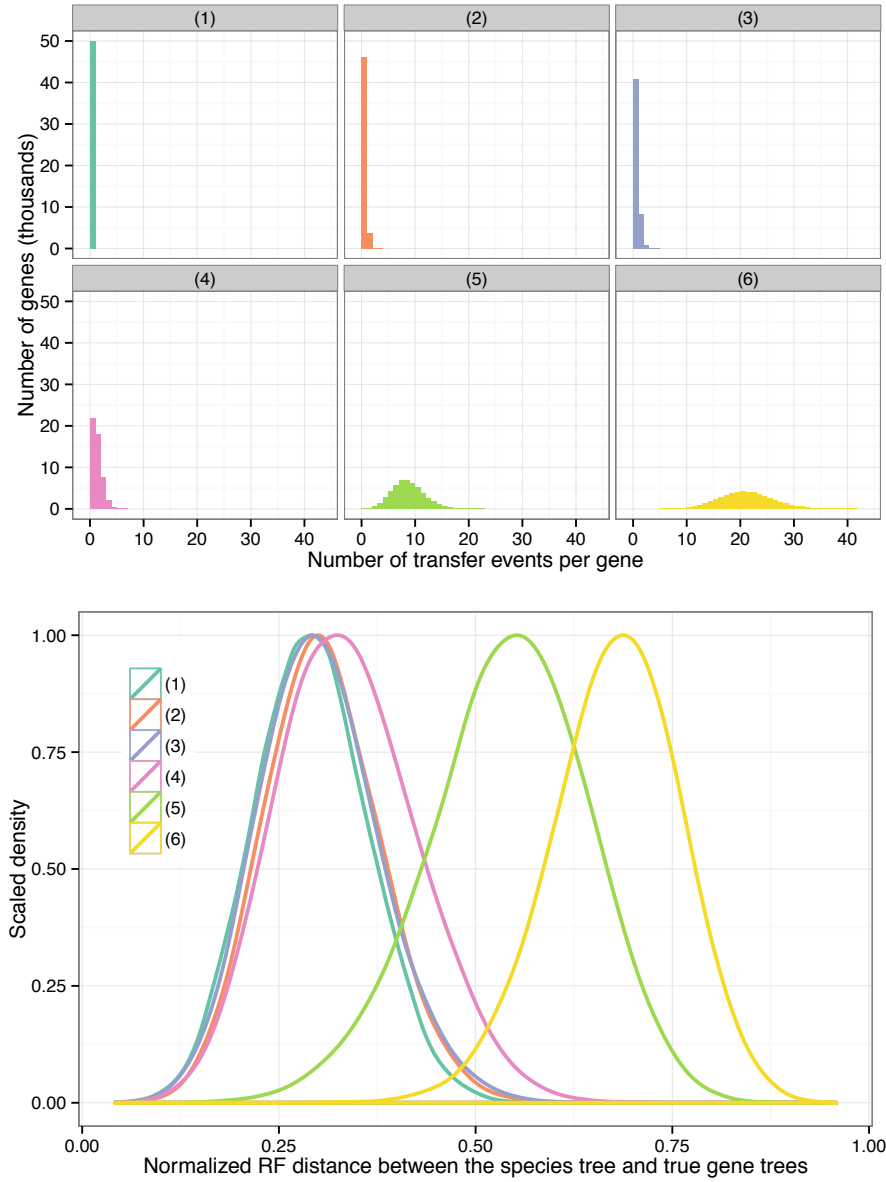 (1) (2) (3)
50
40
30
20
10
0
(4) (5) (6)
50
40
30
20
10
0
Number of genes (thousands)
0 10 20 30 40 0 10 20 30 40 0 10 20 30 40
Number of transfer events per gene
1.00
0.75
0.50
0.25
0.00
Scaled density
(1)
(2)
(3)
(4)
(5)
(6)
0.00 0.25 0.50 0.75 1.00
Normalized RF distance between the species tree and true gene trees